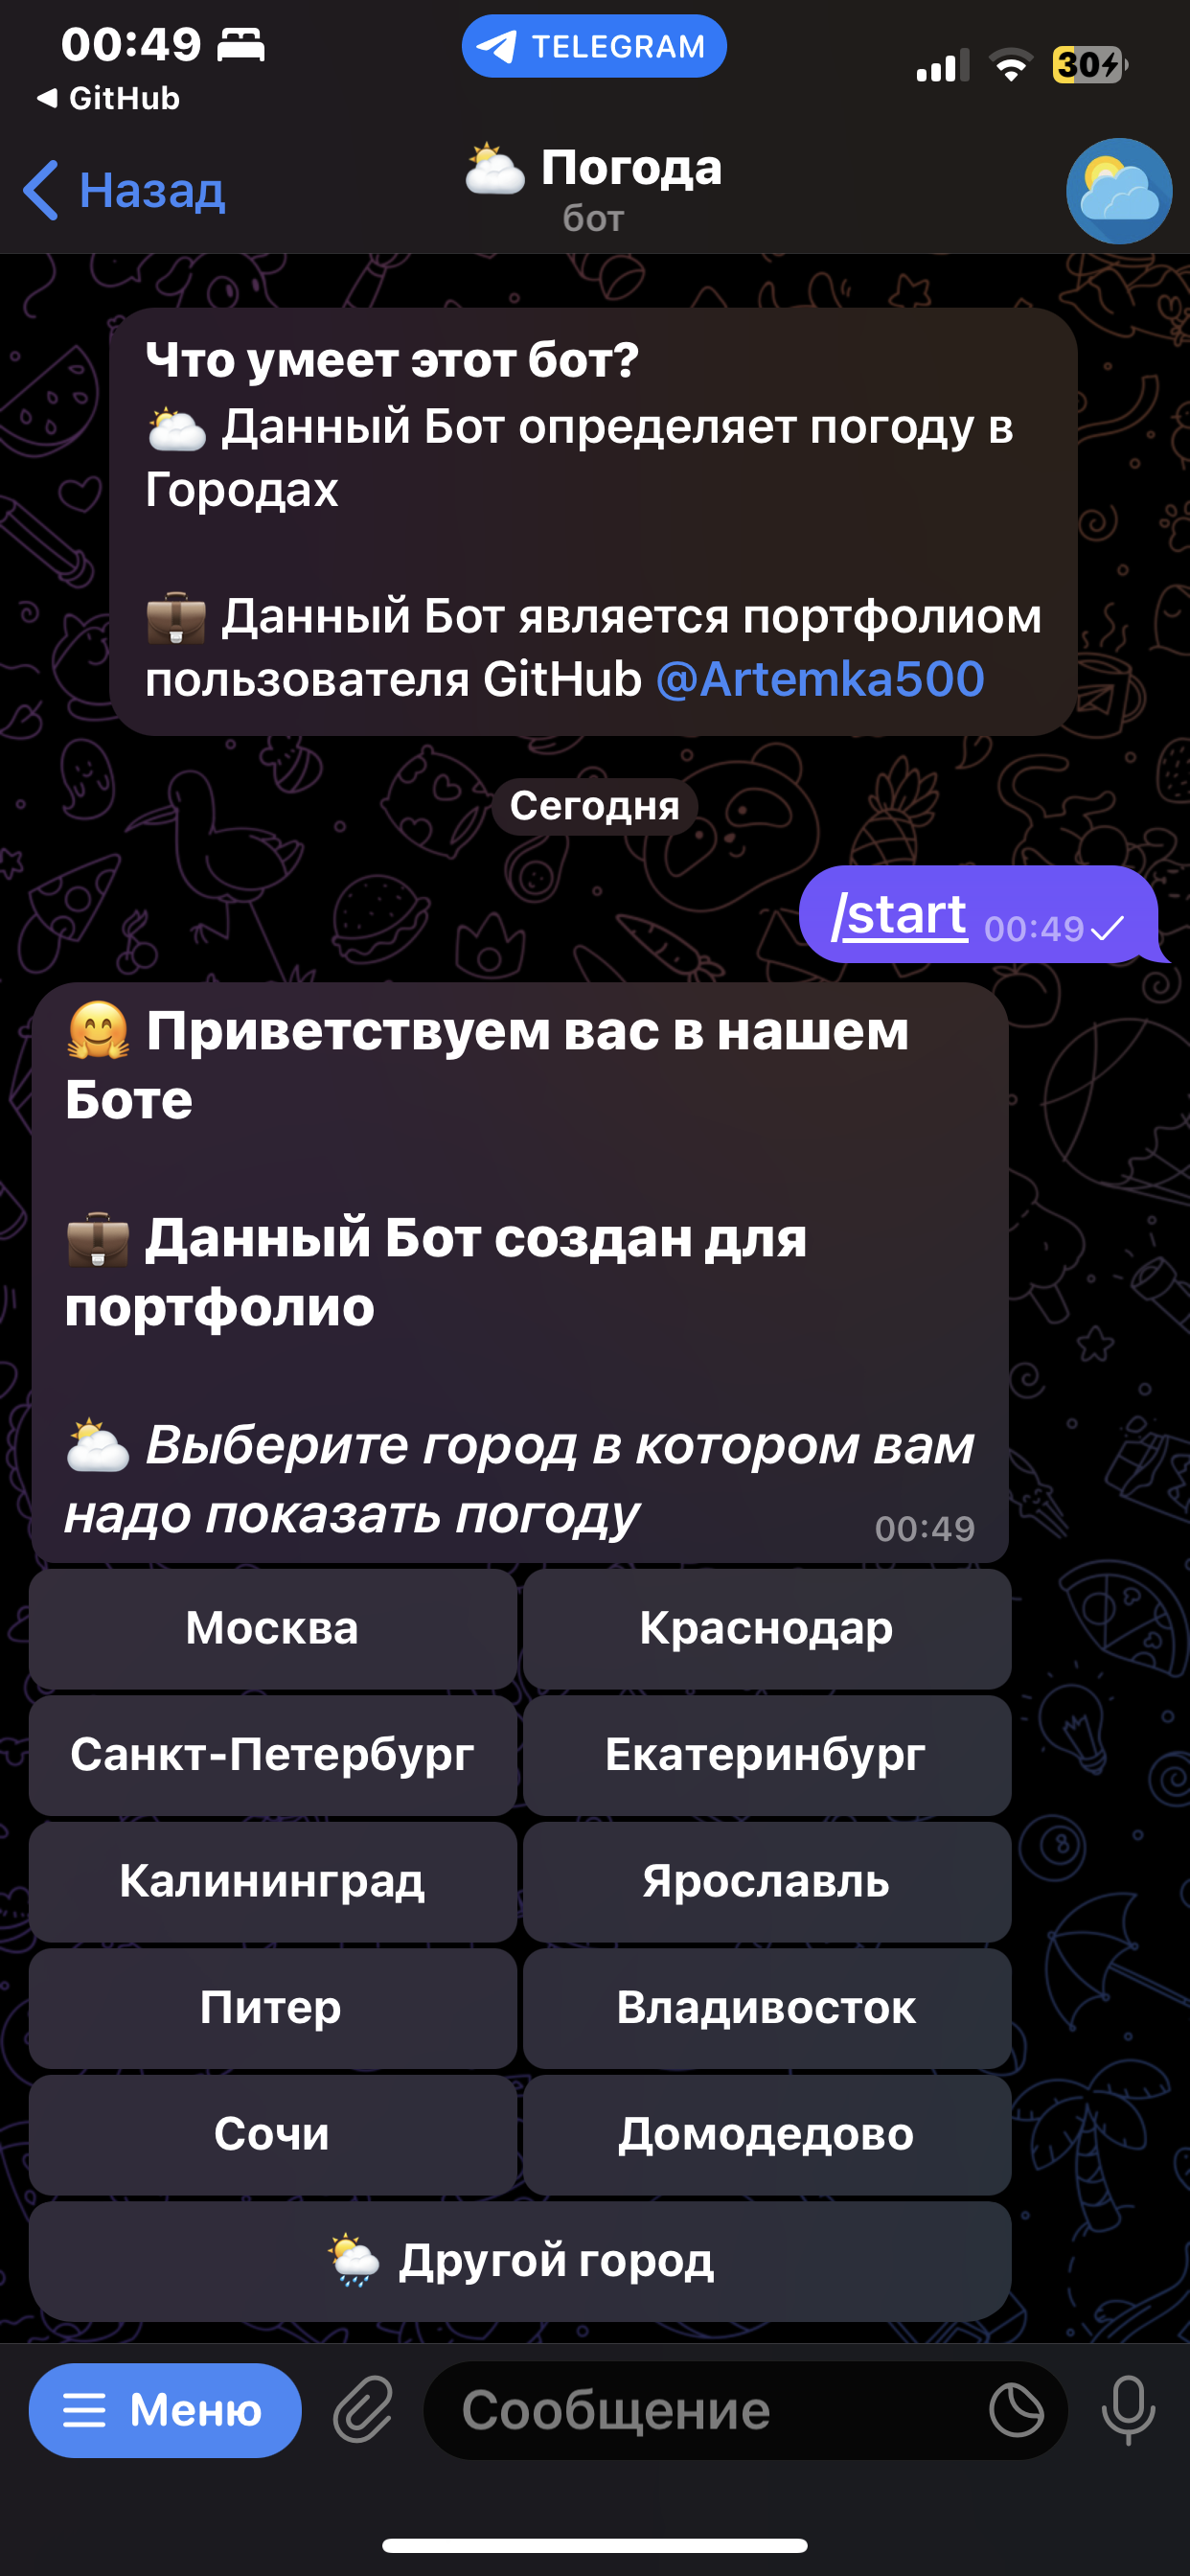 00:49
TELEGRAM
30
◀ GitHub
Назад
Погода
бот
Что умеет этот бот?
Данный Бот определяет погоду в
Городах
Данный Бот является портфолиом
пользователя GitHub @Artemka500
Сегодня
/start 00:49
Приветствуем вас в нашем
Боте
Данный Бот создан для
портфолио
Выберите город в котором вам
надо показать погоду
00:49
Москва
Краснодар
Санкт-Петербург
Екатеринбург
Калининград
Ярославль
Питер
Владивосток
Сочи
Домодедово
Другой город
Меню
Сообщение